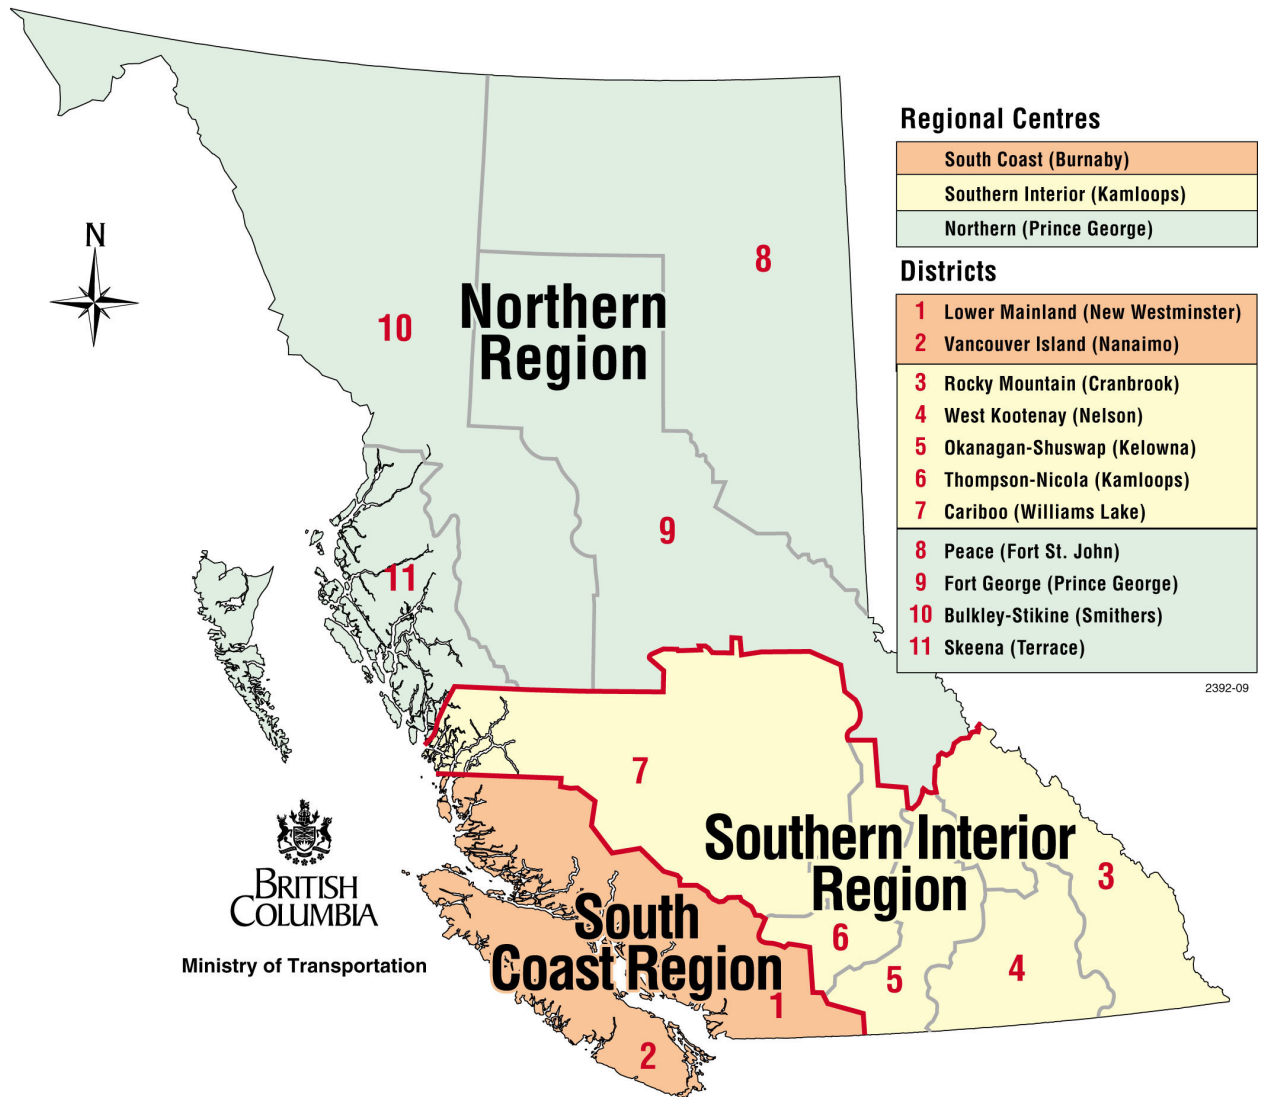 Regional Centres
South Coast (Burnaby)
Southern Interior (Kamloops)
Northern (Prince George)
Districts
1 Lower Mainland (New Westminster)
2 Vancouver Island (Nanaimo)
3 Rocky Mountain (Cranbrook)
4 West Kootenay (Nelson)
5 Okanagan-Shuswap (Kelowna)
6 Thompson-Nicola (Kamloops)
7 Cariboo (Williams Lake)
8 Peace (Fort St. John)
9 Fort George (Prince George)
10 Bulkley-Stikine (Smithers)
11 Skeena (Terrace)
2392-09
N
8
10
Northern
Region
9
11
7
Southern Interior
Region
3
South
Coast Region
6
5
4
1
2
BRITISH
COLUMBIA
Ministry of Transportation